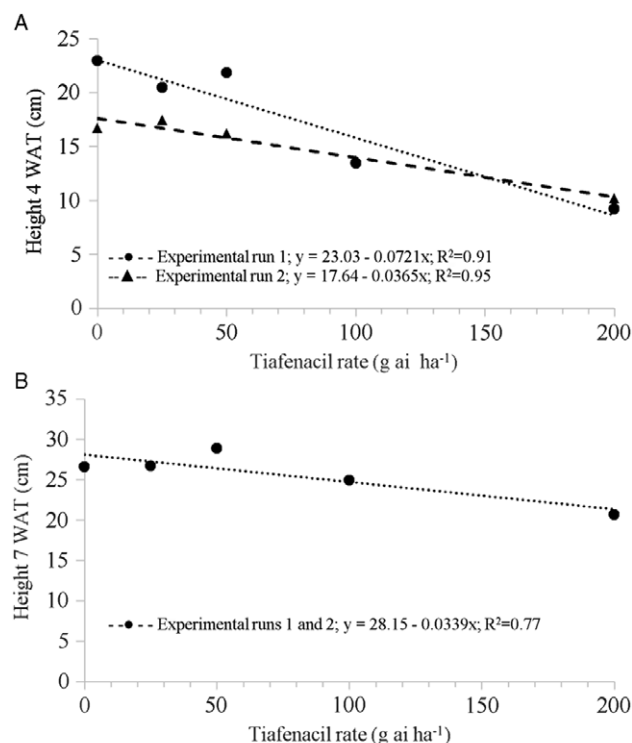 A
25
20
15
10
5
0
Height 4 WAT (cm)
Experimental run 1; y = 23.03 - 0.0721x; R²=0.91
Experimental run 2; y = 17.64 - 0.0365x; R²=0.95
0 50 100 150 200
Tiafenacil rate (g ai ha⁻¹)
B
35
30
25
20
15
10
5
0
Height 7 WAT (cm)
Experimental runs 1 and 2; y = 28.15 - 0.0339x; R²=0.77
0 50 100 150 200
Tiafenacil rate (g ai ha⁻¹)